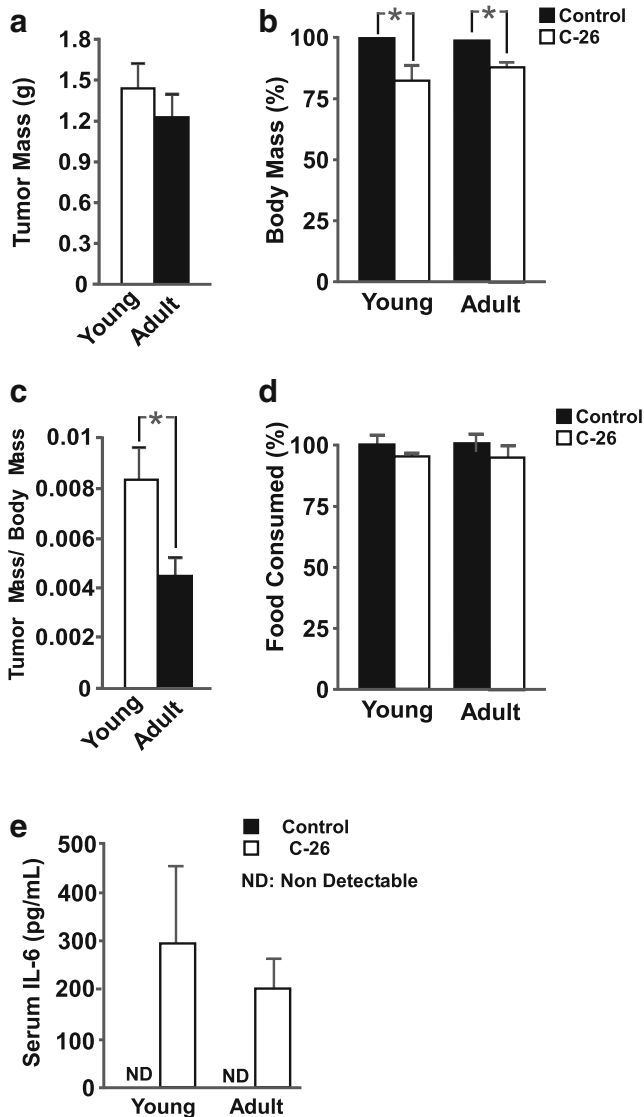 a
Tumor Mass (g)
1.8
1.5
1.2
0.9
0.6
0.3
0
Young
Adult
b
Control
C-26
Body Mass (%)
*
*
100
75
50
25
0
Young
Adult
c
Tumor Mass/ Body Mass
*
0.01
0.008
0.006
0.004
0.002
0
Young
Adult
d
Control
C-26
Food Consumed (%)
100
75
50
25
0
Young
Adult
e
Control
C-26
ND: Non Detectable
Serum IL-6 (pg/mL)
500
400
300
200
100
0
ND
ND
Young
Adult